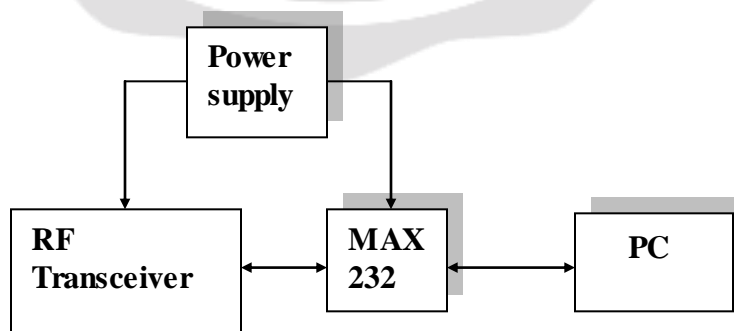 Power
supply
RF
Transceiver
MAX
232
PC